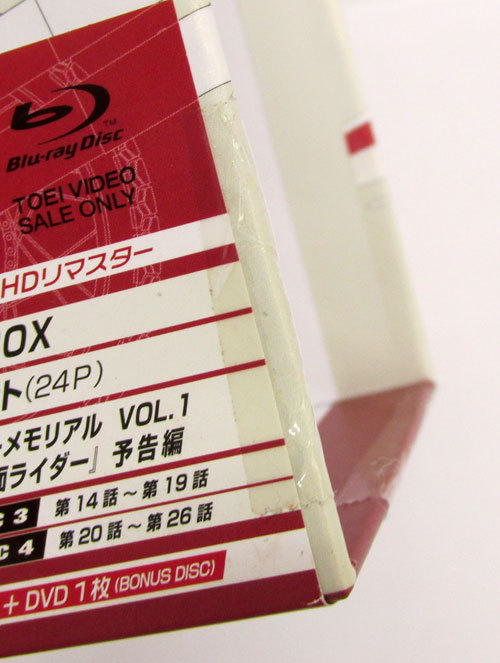 Blu-ray Disc
TM
TOEI VIDEO
SALE ONLY
HDリマスター
OX
ト(24P)
メモリアル VOL.1
面ライダー』予告編
C 3 第14話～第19話
C 4 第20話～第26話
+ DVD 1枚(BONUS DISC)